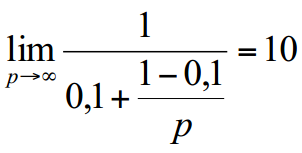 lim p→∞ 1 / (0,1 + (1 − 0,1) / p) = 10